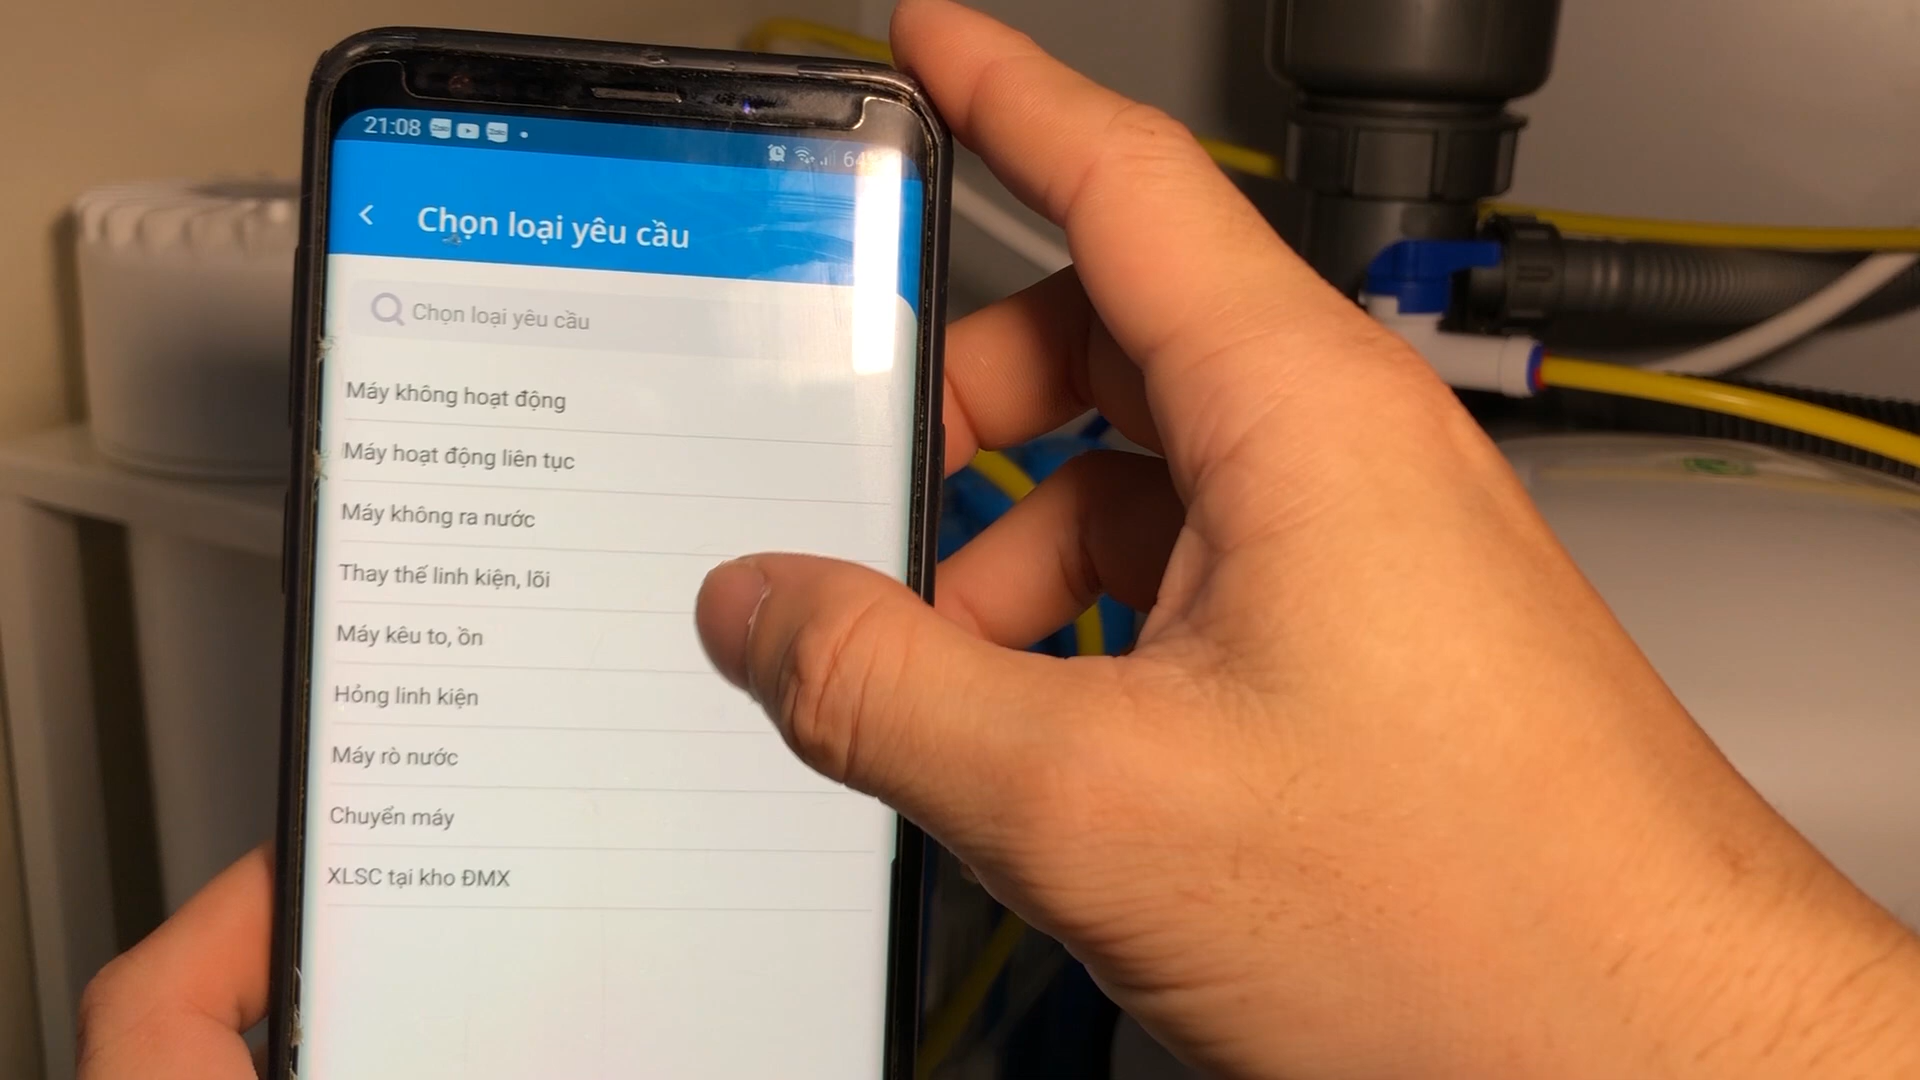 21:08
Chọn loại yêu cầu
Chọn loại yêu cầu
Máy không hoạt động
Máy hoạt động liên tục
Máy không ra nước
Thay thế linh kiện, lõi
Máy kêu to, ồn
Hỏng linh kiện
Máy rò nước
Chuyển máy
XLSC tại kho ĐMX